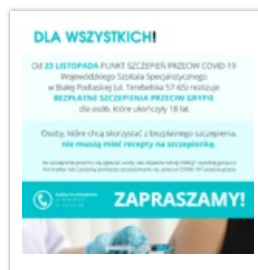 DLA WSZYSTKICH!
Od 23 LISTOPADA PUNKT SZCZEPIEŃ PRZECIW COVID-19
Wojewódzkiego Szpitala Specjalistycznego
w Białej Podlaskiej (ul. Terebelska 57-65) realizuje
BEZPŁATNE SZCZEPIENIA PRZECIW GRYPIE
dla osób, które ukończyły 18 lat.
Osoby, które chcą skorzystać z bezpłatnego szczepienia,
nie muszą mieć recepty na szczepionkę.
ZAPRASZAMY!